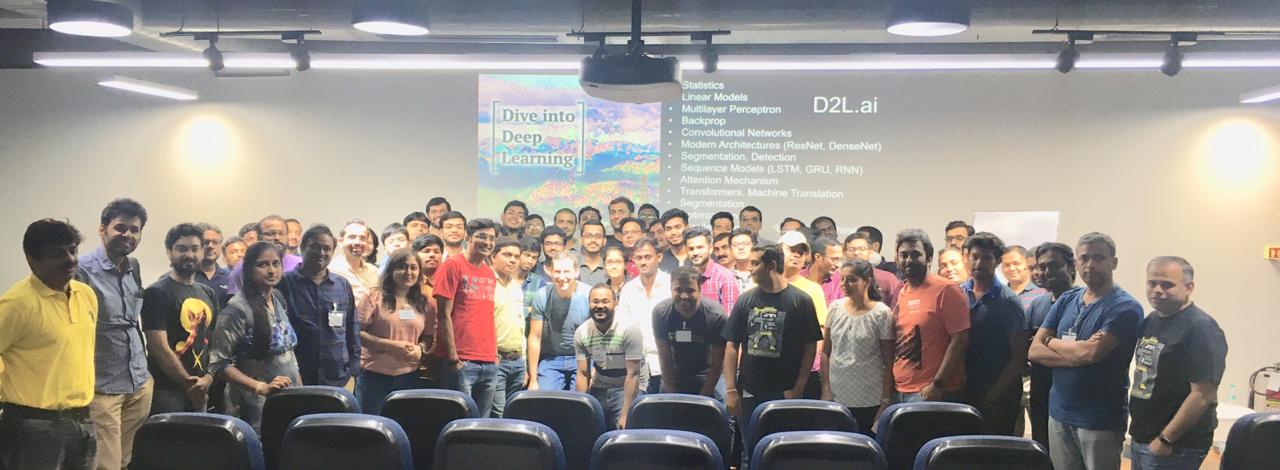 Dive into
Deep
Learning
Statistics
Linear Models
Multilayer Perceptron
Backprop
Convolutional Networks
Modern Architectures (ResNet, DenseNet)
Segmentation, Detection
Sequence Models (LSTM, GRU, RNN)
Attention Mechanism
Transformers, Machine Translation
Segmentation
D2L.ai